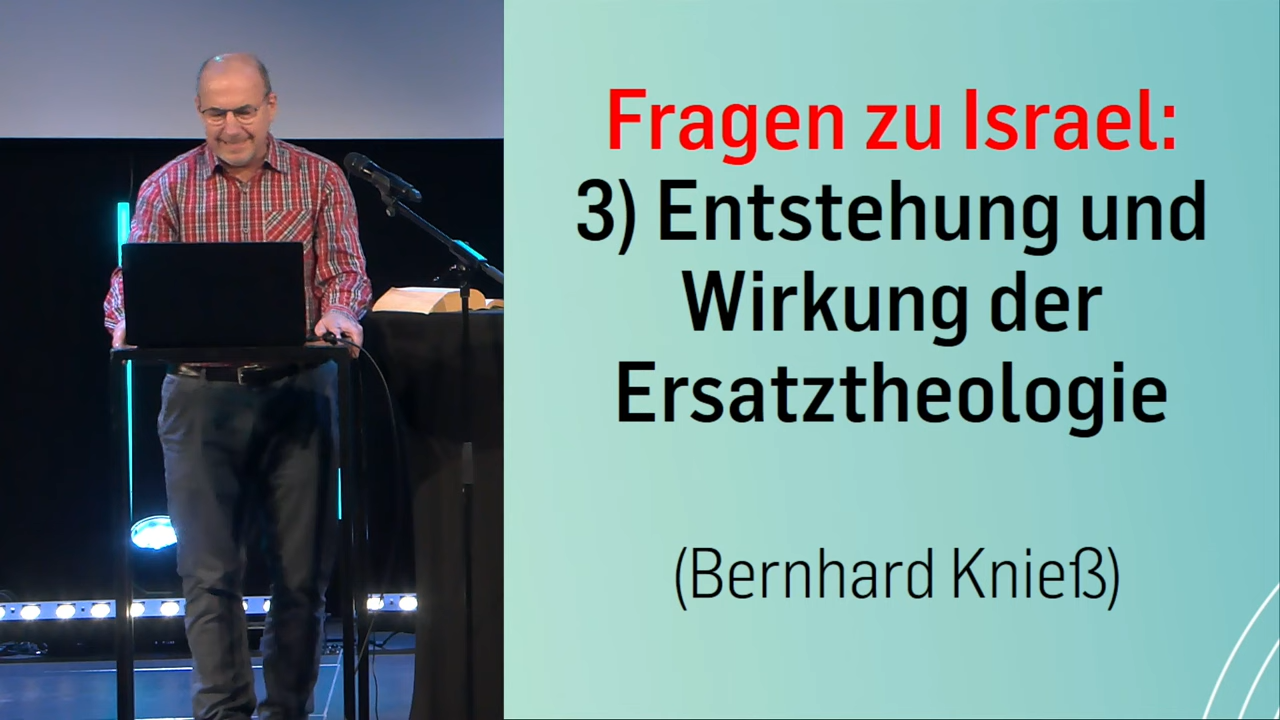 Fragen zu Israel:
3) Entstehung und
Wirkung der
Ersatztheologie
(Bernhard Knieß)